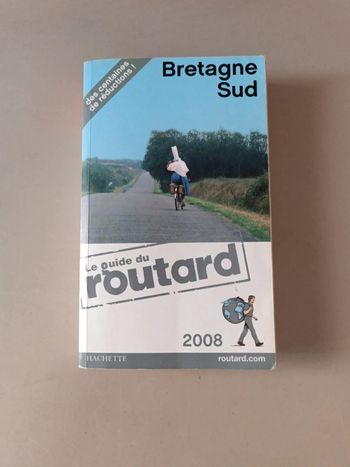 des centaines
de réductions !
Bretagne
Sud
Le guide du
routard
2008
HACHETTE
routard.com